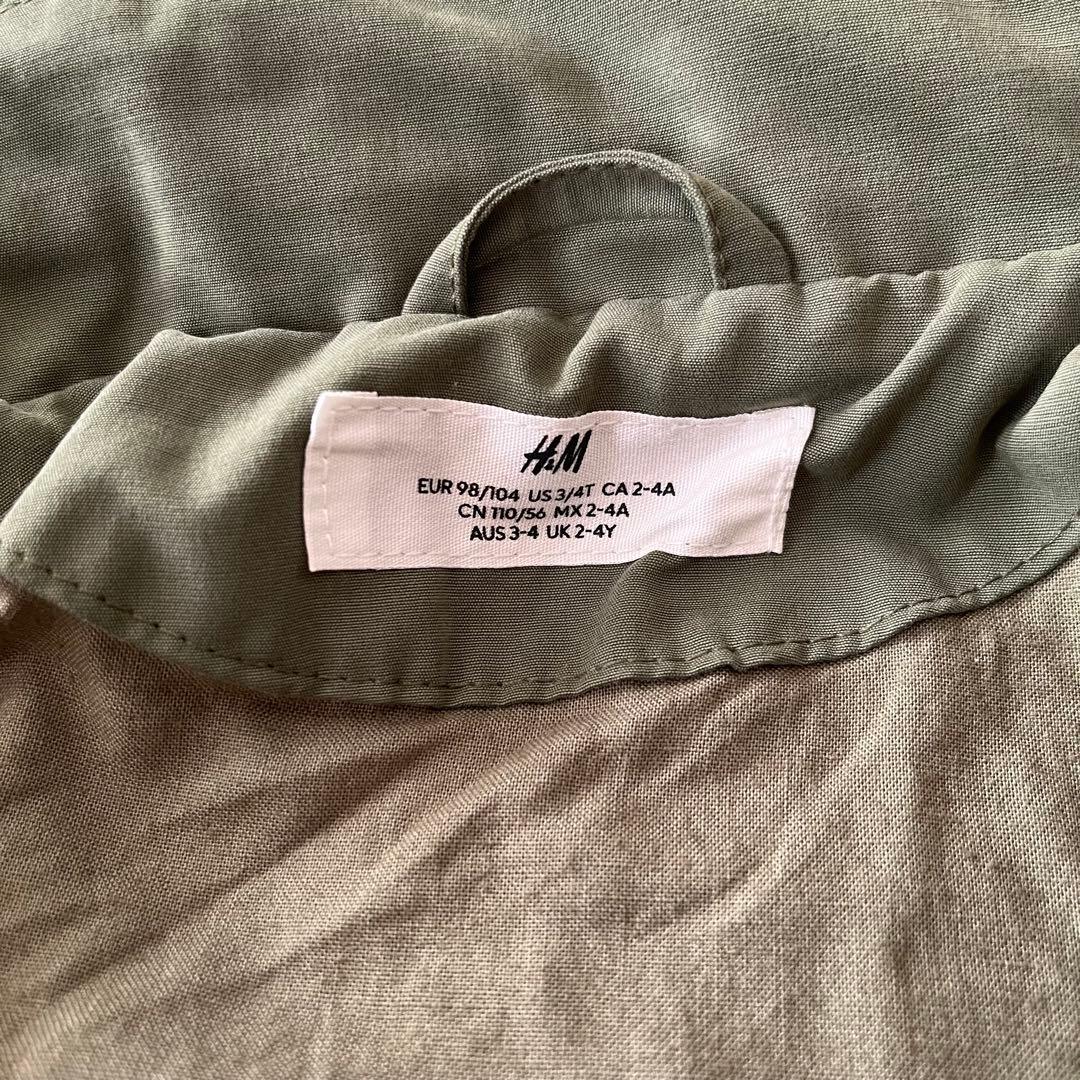 H&M
EUR 98/104 US 3/4T CA 2-4A
CN 110/56 MX 2-4A
AUS 3-4 UK 2-4Y